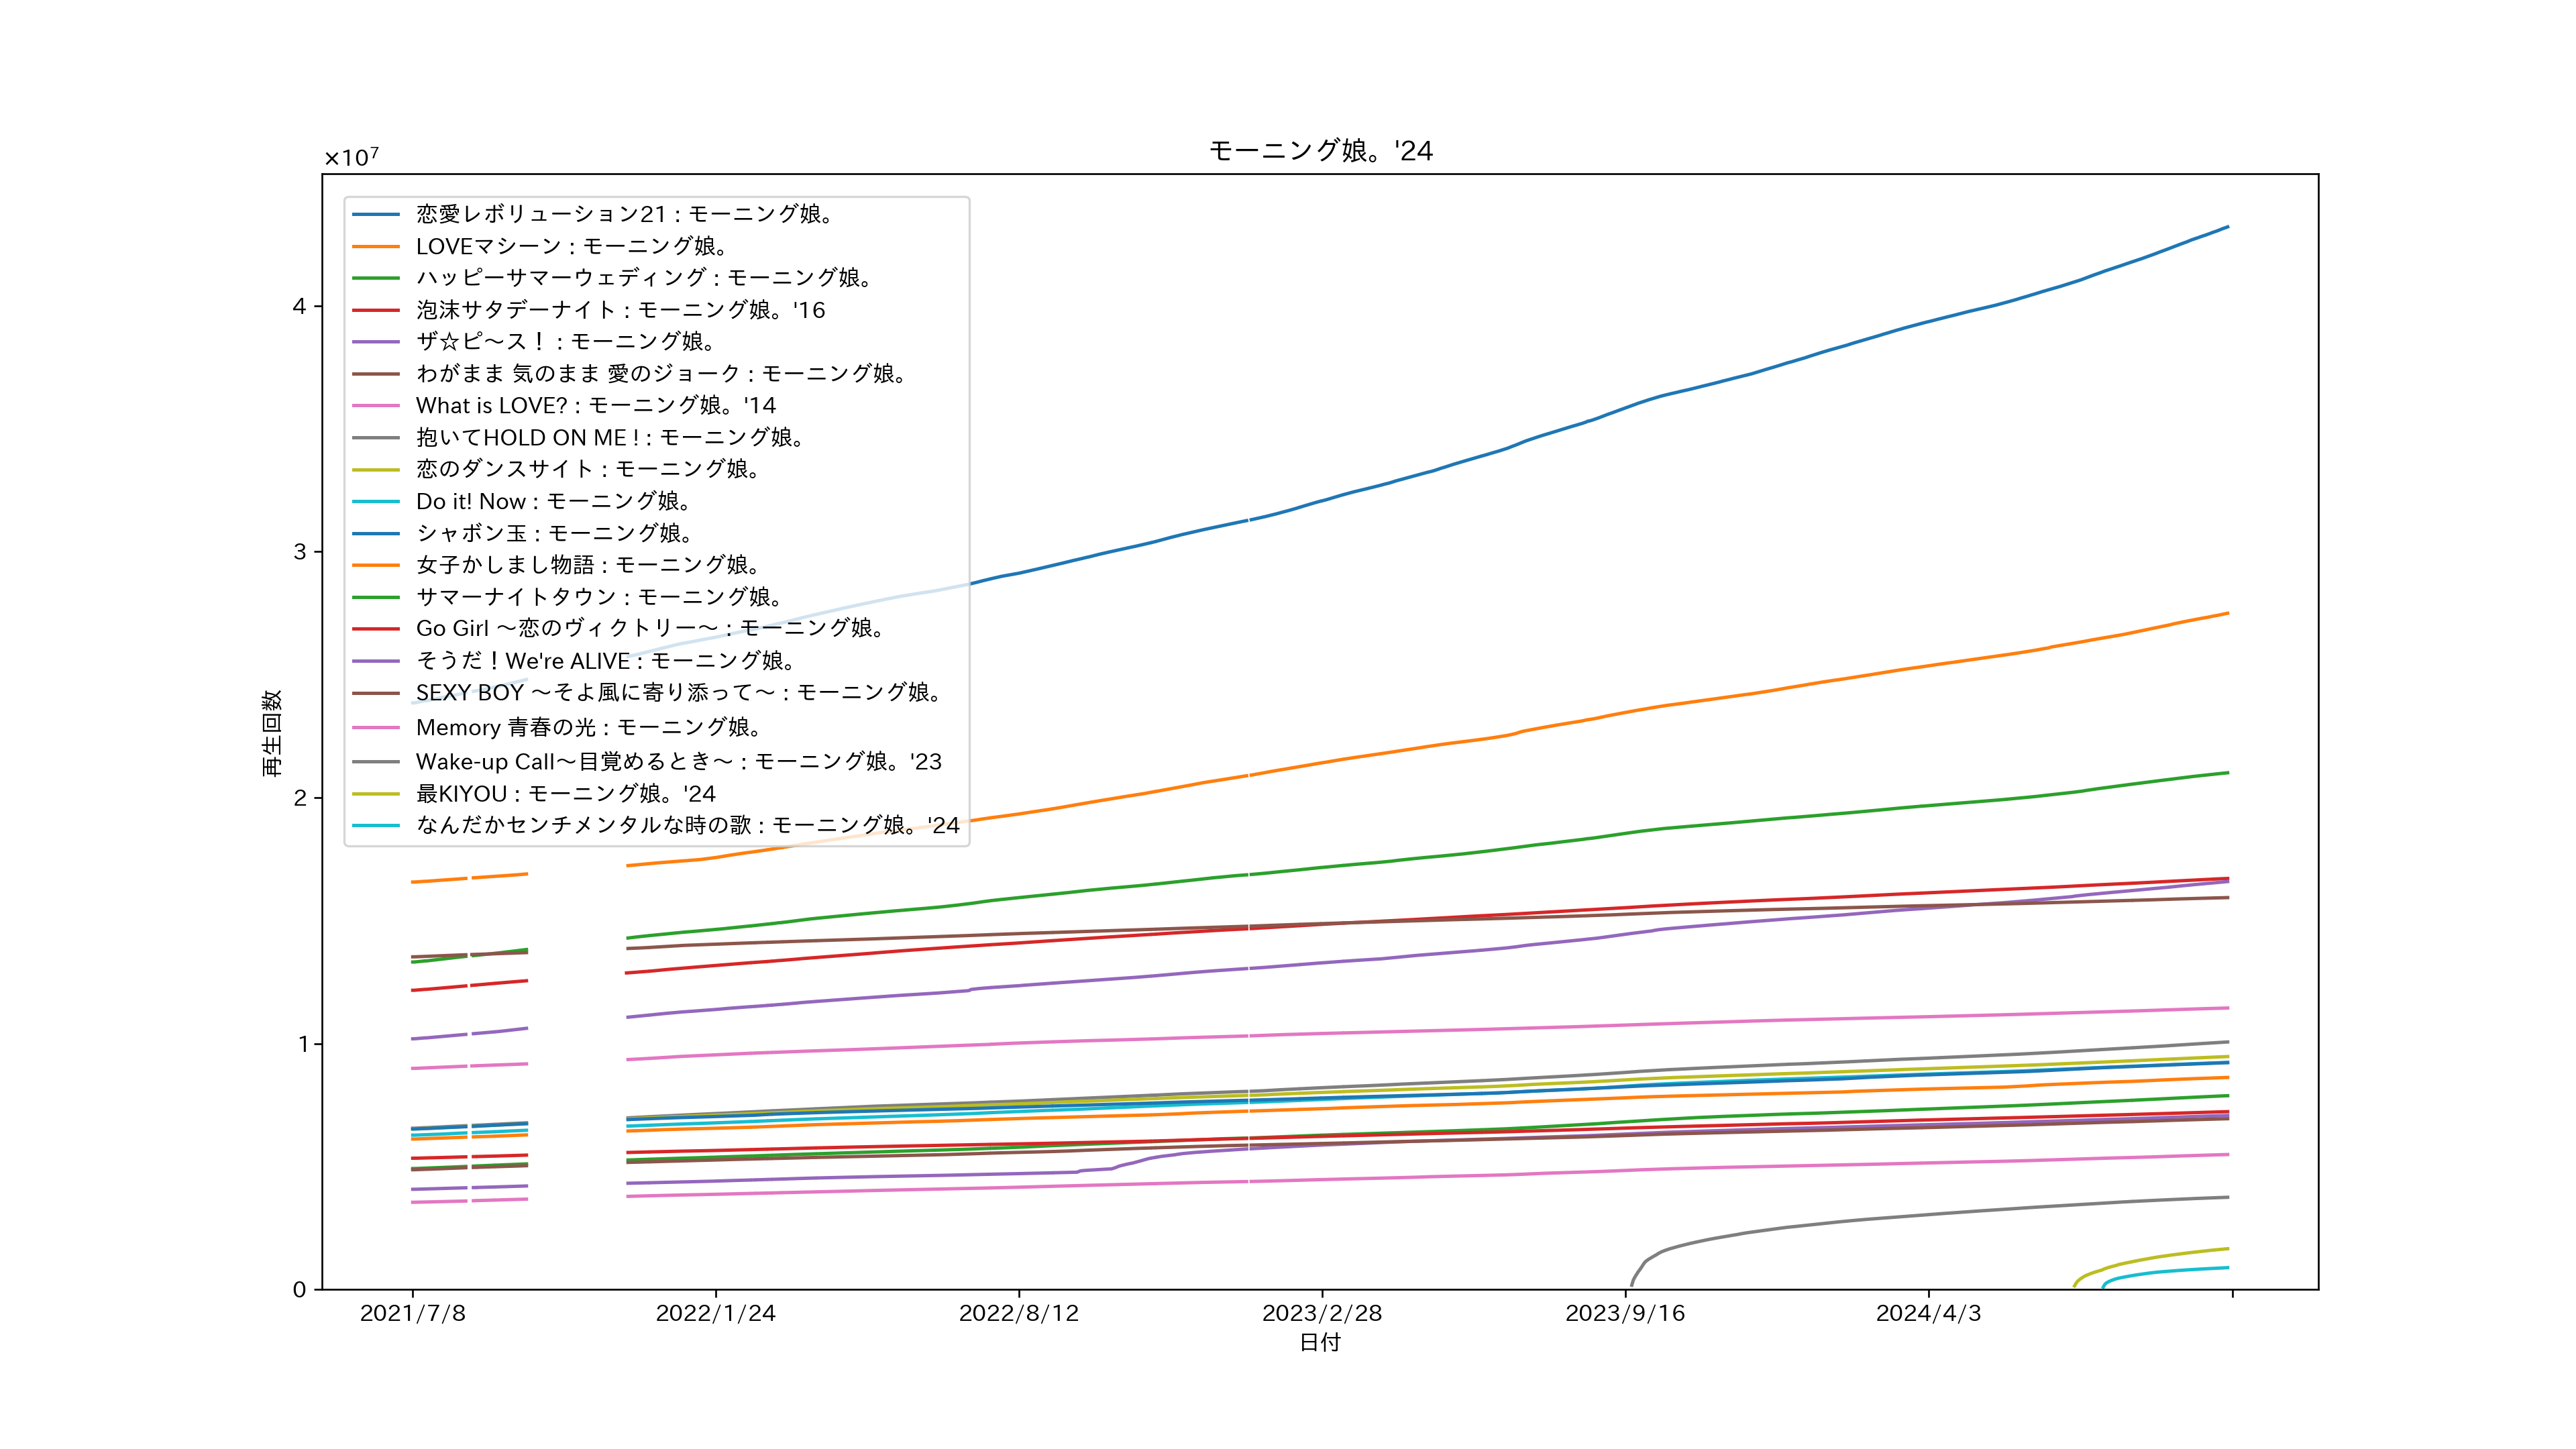 モーニング娘。'24
×10⁷
恋愛レボリューション21 : モーニング娘。
LOVEマシーン : モーニング娘。
ハッピーサマーウェディング : モーニング娘。
泡沫サタデーナイト : モーニング娘。'16
ザ☆ピ〜ス！ : モーニング娘。
わがまま 気のまま 愛のジョーク : モーニング娘。
What is LOVE? : モーニング娘。'14
抱いてHOLD ON ME ! : モーニング娘。
恋のダンスサイト : モーニング娘。
Do it! Now : モーニング娘。
シャボン玉 : モーニング娘。
女子かしまし物語 : モーニング娘。
サマーナイトタウン : モーニング娘。
Go Girl 〜恋のヴィクトリー〜 : モーニング娘。
そうだ！We're ALIVE : モーニング娘。
SEXY BOY 〜そよ風に寄り添って〜 : モーニング娘。
Memory 青春の光 : モーニング娘。
Wake-up Call〜目覚めるとき〜 : モーニング娘。'23
最KIYOU : モーニング娘。'24
なんだかセンチメンタルな時の歌 : モーニング娘。'24
再生回数
4
3
2
1
0
2021/7/8
2022/1/24
2022/8/12
2023/2/28
2023/9/16
2024/4/3
日付